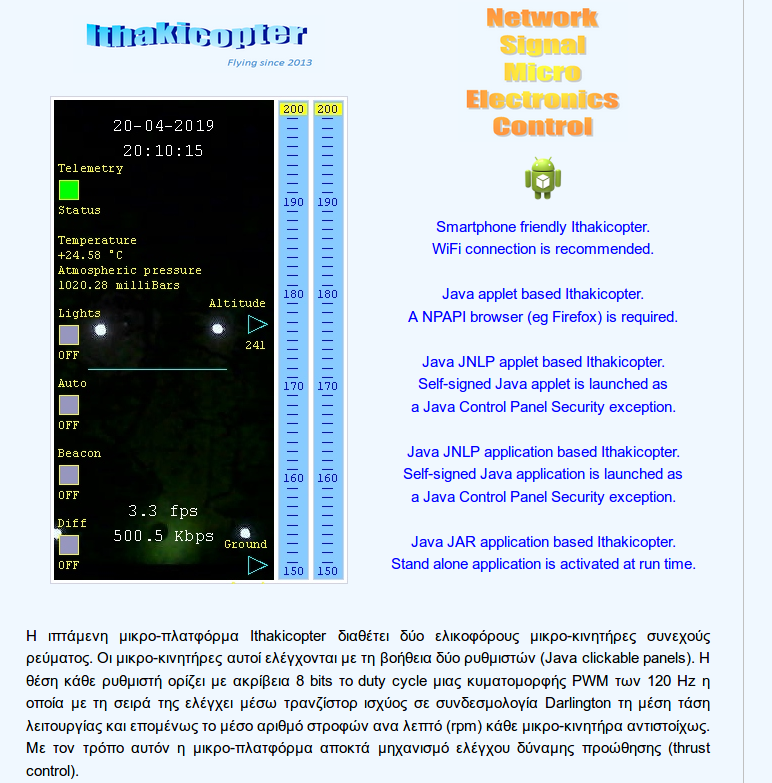 Ithakicopter
Flying since 2013
Network
Signal
Micro
Electronics
Control
20-04-2019
20:10:15
Telemetry
Status
Temperature
+24.58 °C
Atmospheric pressure
1020.28 milliBars
Lights
OFF
Altitude
241
Auto
OFF
Beacon
OFF
3.3 fps
500.5 Kbps
Diff
OFF
Ground
200 200
190 190
180 180
170 170
160 160
150 150
Smartphone friendly Ithakicopter.
WiFi connection is recommended.
Java applet based Ithakicopter.
A NPAPI browser (eg Firefox) is required.
Java JNLP applet based Ithakicopter.
Self-signed Java applet is launched as
a Java Control Panel Security exception.
Java JNLP application based Ithakicopter.
Self-signed Java application is launched as
a Java Control Panel Security exception.
Java JAR application based Ithakicopter.
Stand alone application is activated at run time.
Η ιπτάμενη μικρο-πλατφόρμα Ithakicopter διαθέτει δύο ελικοφόρους μικρο-κινητήρες συνεχούς
ρεύματος. Οι μικρο-κινητήρες αυτοί ελέγχονται με τη βοήθεια δύο ρυθμιστών (Java clickable panels). Η
θέση κάθε ρυθμιστή ορίζει με ακρίβεια 8 bits το duty cycle μιας κυματομορφής PWM των 120 Hz η
οποία με τη σειρά της ελέγχει μέσω τρανζίστορ ισχύος σε συνδεσμολογία Darlington τη μέση τάση
λειτουργίας και επομένως το μέσο αριθμό στροφών ανα λεπτό (rpm) κάθε μικρο-κινητήρα αντιστοίχως.
Με τον τρόπο αυτόν η μικρο-πλατφόρμα αποκτά μηχανισμό ελέγχου δύναμης προώθησης (thrust
control).